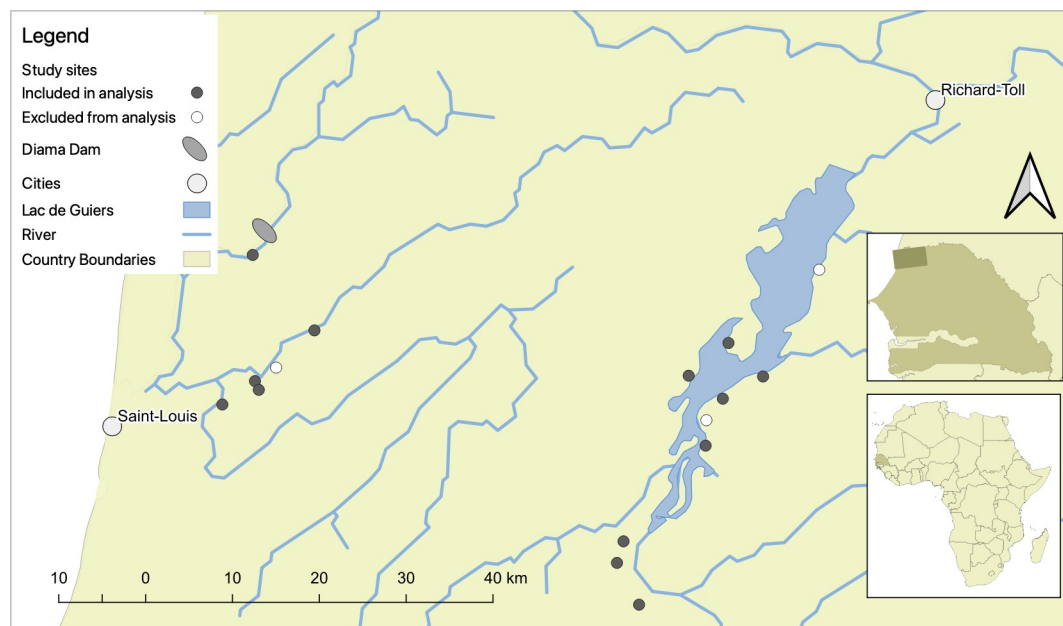 Legend
Study sites
Included in analysis
Excluded from analysis
Diama Dam
Cities
Lac de Guiers
River
Country Boundaries
Richard-Toll
Saint-Louis
10 0 10 20 30 40 km